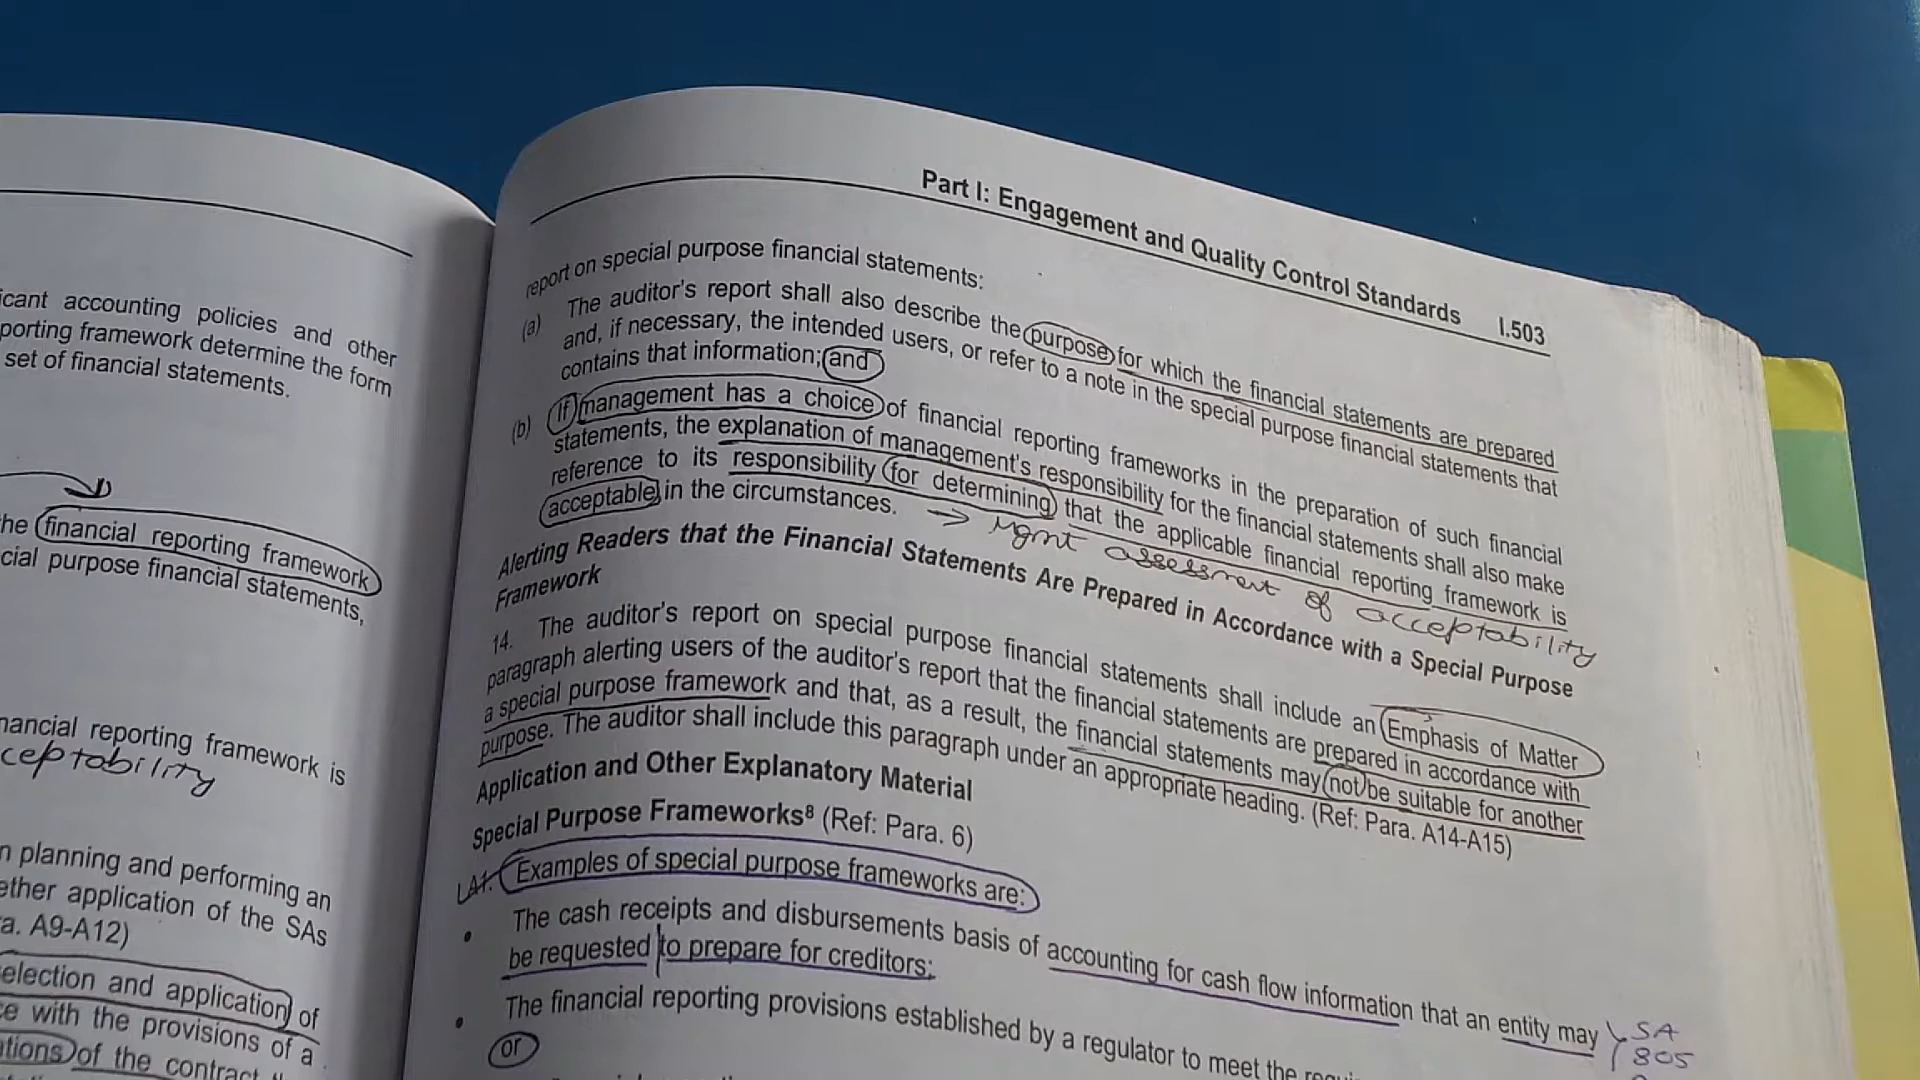 icant accounting policies and other
porting framework determine the form
set of financial statements.
he financial reporting framework
cial purpose financial statements,
nancial reporting framework is
ceptability
n planning and performing an
ether application of the SAs
a. A9-A12)
election and application of
ce with the provisions of a
ations of the contract
Part I: Engagement and Quality Control Standards I.503
report on special purpose financial statements:
(a) The auditor's report shall also describe the purpose for which the financial statements are prepared
and, if necessary, the intended users, or refer to a note in the special purpose financial statements that
contains that information; and
(b) If management has a choice of financial reporting frameworks in the preparation of such financial
statements, the explanation of management's responsibility for the financial statements shall also make
reference to its responsibility for determining that the applicable financial reporting framework is
acceptable in the circumstances.
→ Mgmt assessment of acceptability
Alerting Readers that the Financial Statements Are Prepared in Accordance with a Special Purpose
Framework
14. The auditor's report on special purpose financial statements shall include an Emphasis of Matter
paragraph alerting users of the auditor's report that the financial statements are prepared in accordance with
a special purpose framework and that, as a result, the financial statements may not be suitable for another
purpose. The auditor shall include this paragraph under an appropriate heading. (Ref: Para. A14-A15)
Application and Other Explanatory Material
Special Purpose Frameworks8 (Ref: Para. 6)
A1. Examples of special purpose frameworks are:
• The cash receipts and disbursements basis of accounting for cash flow information that an entity may
be requested to prepare for creditors;
SA
805
• The financial reporting provisions established by a regulator to meet the
or